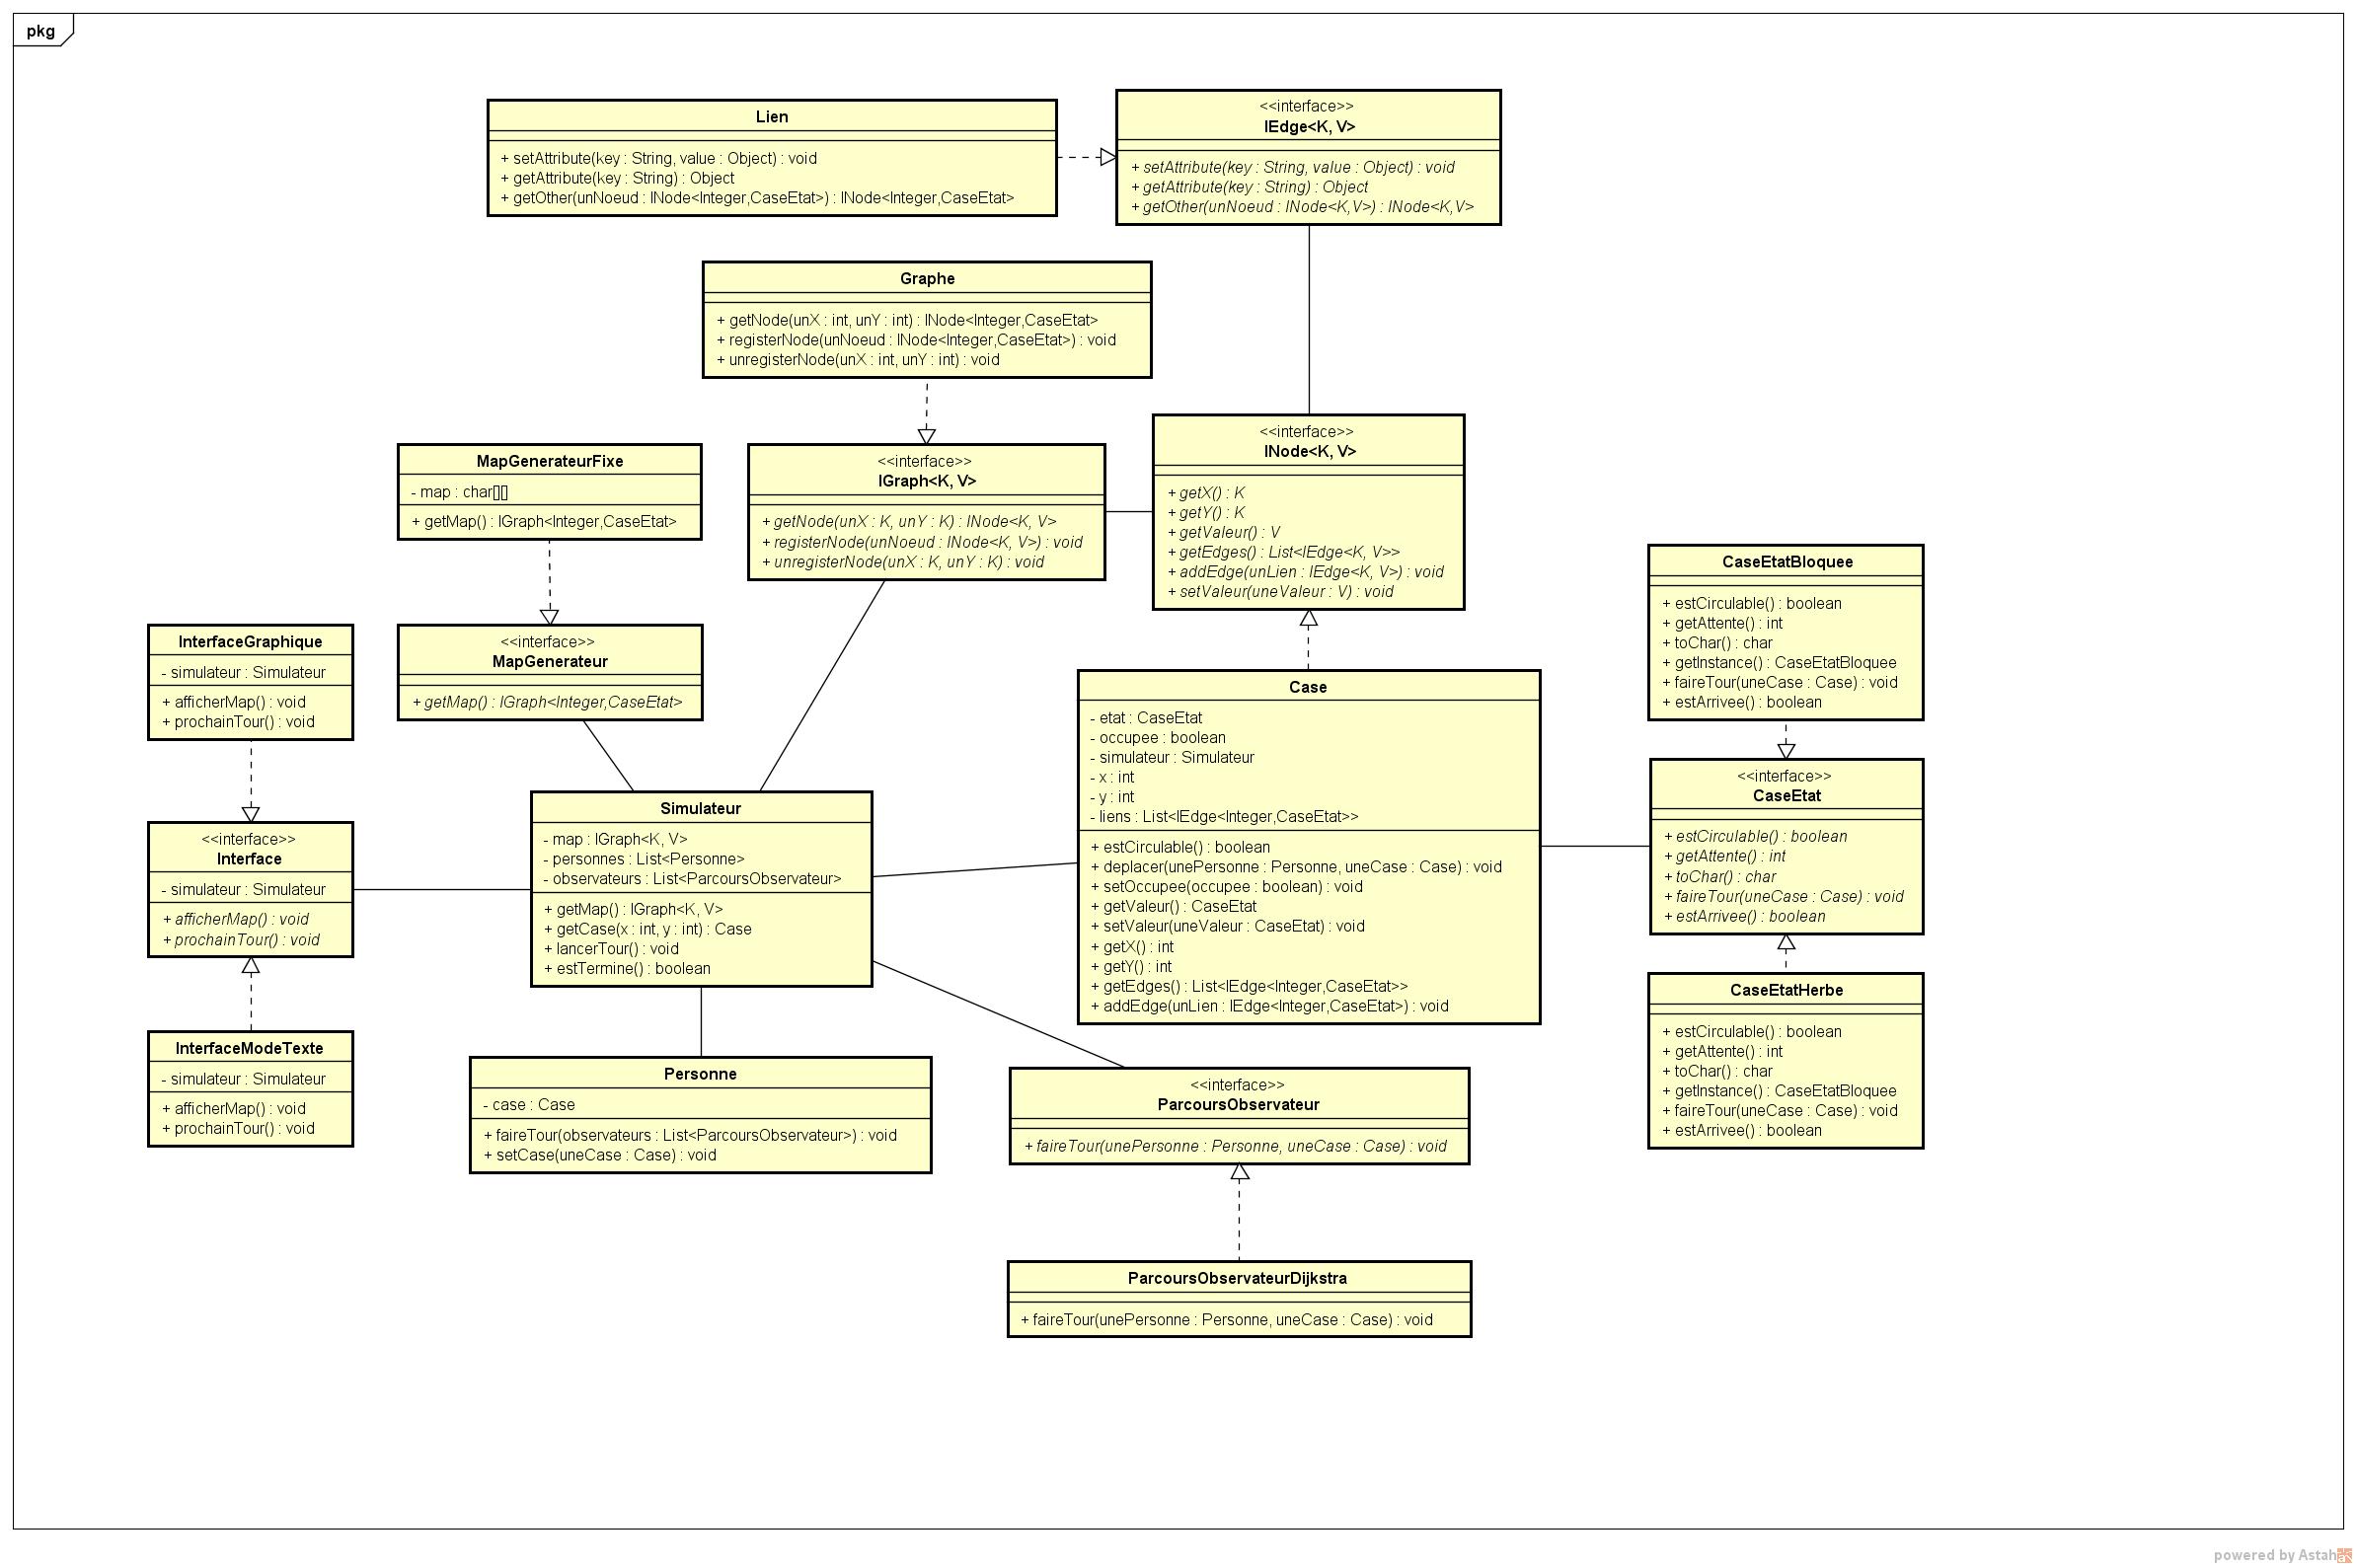 pkg
Lien
+ setAttribute(key : String, value : Object) : void
+ getAttribute(key : String) : Object
+ getOther(unNoeud : INode<Integer,CaseEtat>) : INode<Integer,CaseEtat>
<<interface>>
IEdge<K, V>
+ setAttribute(key : String, value : Object) : void
+ getAttribute(key : String) : Object
+ getOther(unNoeud : INode<K,V>) : INode<K,V>
Graphe
+ getNode(unX : int, unY : int) : INode<Integer,CaseEtat>
+ registerNode(unNoeud : INode<Integer,CaseEtat>) : void
+ unregisterNode(unX : int, unY : int) : void
MapGenerateurFixe
- map : char[][]
+ getMap() : IGraph<Integer,CaseEtat>
<<interface>>
IGraph<K, V>
+ getNode(unX : K, unY : K) : INode<K, V>
+ registerNode(unNoeud : INode<K, V>) : void
+ unregisterNode(unX : K, unY : K) : void
<<interface>>
INode<K, V>
+ getX() : K
+ getY() : K
+ getValeur() : V
+ getEdges() : List<IEdge<K, V>>
+ addEdge(unLien : IEdge<K, V>) : void
+ setValeur(uneValeur : V) : void
CaseEtatBloquee
+ estCirculable() : boolean
+ getAttente() : int
+ toChar() : char
+ getInstance() : CaseEtatBloquee
+ faireTour(uneCase : Case) : void
+ estArrivee() : boolean
InterfaceGraphique
- simulateur : Simulateur
+ afficherMap() : void
+ prochainTour() : void
<<interface>>
MapGenerateur
+ getMap() : IGraph<Integer,CaseEtat>
Case
- etat : CaseEtat
- occupee : boolean
- simulateur : Simulateur
- x : int
- y : int
- liens : List<IEdge<Integer,CaseEtat>>
+ estCirculable() : boolean
+ deplacer(unePersonne : Personne, uneCase : Case) : void
+ setOccupee(occupee : boolean) : void
+ getValeur() : CaseEtat
+ setValeur(uneValeur : CaseEtat) : void
+ getX() : int
+ getY() : int
+ getEdges() : List<IEdge<Integer,CaseEtat>>
+ addEdge(unLien : IEdge<Integer,CaseEtat>) : void
<<interface>>
CaseEtat
+ estCirculable() : boolean
+ getAttente() : int
+ toChar() : char
+ faireTour(uneCase : Case) : void
+ estArrivee() : boolean
<<interface>>
Interface
- simulateur : Simulateur
+ afficherMap() : void
+ prochainTour() : void
Simulateur
- map : IGraph<K, V>
- personnes : List<Personne>
- observateurs : List<ParcoursObservateur>
+ getMap() : IGraph<K, V>
+ getCase(x : int, y : int) : Case
+ lancerTour() : void
+ estTermine() : boolean
CaseEtatHerbe
+ estCirculable() : boolean
+ getAttente() : int
+ toChar() : char
+ getInstance() : CaseEtatBloquee
+ faireTour(uneCase : Case) : void
+ estArrivee() : boolean
InterfaceModeTexte
- simulateur : Simulateur
+ afficherMap() : void
+ prochainTour() : void
Personne
- case : Case
+ faireTour(observateurs : List<ParcoursObservateur>) : void
+ setCase(uneCase : Case) : void
<<interface>>
ParcoursObservateur
+ faireTour(unePersonne : Personne, uneCase : Case) : void
ParcoursObservateurDijkstra
+ faireTour(unePersonne : Personne, uneCase : Case) : void
powered by Astah